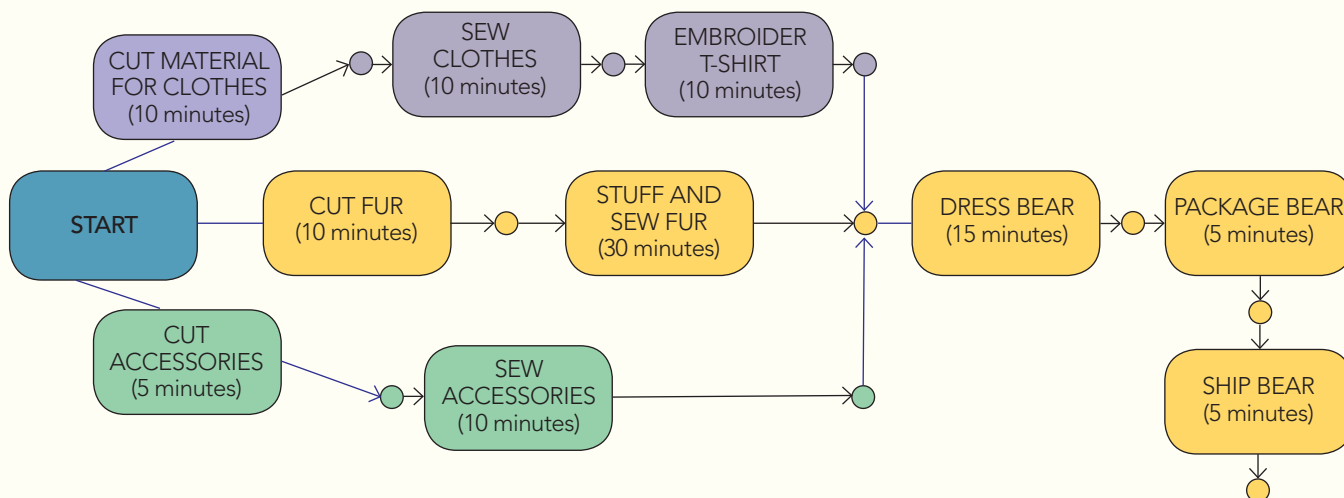 CUT MATERIAL
FOR CLOTHES
(10 minutes)
SEW
CLOTHES
(10 minutes)
EMBROIDER
T-SHIRT
(10 minutes)
START
CUT FUR
(10 minutes)
STUFF AND
SEW FUR
(30 minutes)
DRESS BEAR
(15 minutes)
PACKAGE BEAR
(5 minutes)
CUT
ACCESSORIES
(5 minutes)
SEW
ACCESSORIES
(10 minutes)
SHIP BEAR
(5 minutes)